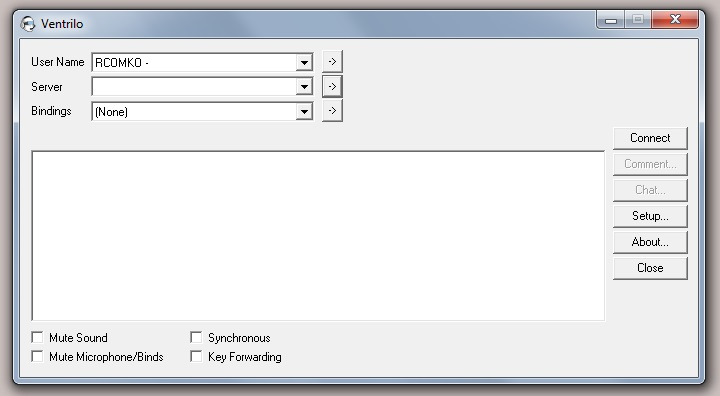 Ventrilo
User Name RCOMKO - ->
Server ->
Bindings (None) ->
Connect
Comment...
Chat...
Setup...
About...
Close
Mute Sound Synchronous
Mute Microphone/Binds Key Forwarding